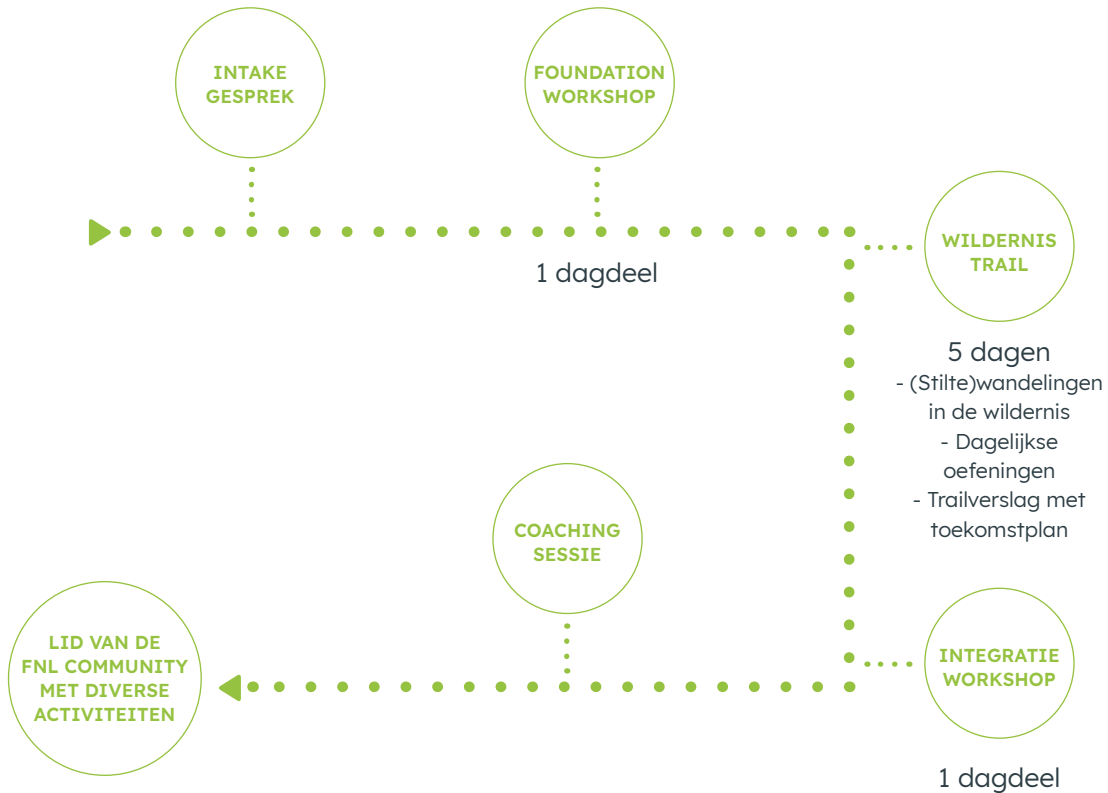 INTAKE
GESPREK
FOUNDATION
WORKSHOP
1 dagdeel
WILDERNIS
TRAIL
5 dagen
- (Stilte)wandelingen
in de wildernis
- Dagelijkse
oefeningen
- Trailverslag met
toekomstplan
INTEGRATIE
WORKSHOP
1 dagdeel
COACHING
SESSIE
LID VAN DE
FNL COMMUNITY
MET DIVERSE
ACTIVITEITEN